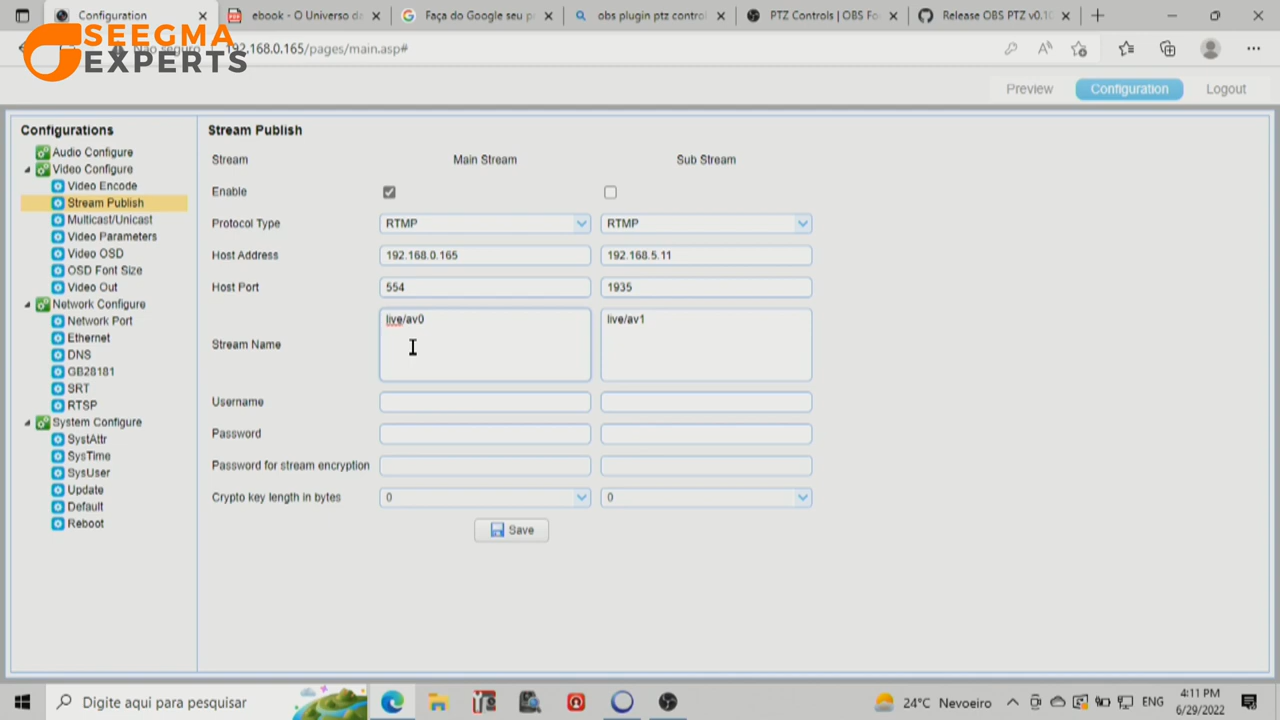 Configuration
ebook - O Universo da
Faça do Google seu p
obs plugin ptz control
PTZ Controls | OBS Fo
Release OBS PTZ v0.10
SEEGMA
EXPERTS
Não seguro
192.168.0.165/pages/main.asp#
Preview
Configuration
Logout
Configurations
Audio Configure
Video Configure
Video Encode
Stream Publish
Multicast/Unicast
Video Parameters
Video OSD
OSD Font Size
Video Out
Network Configure
Network Port
Ethernet
DNS
GB28181
SRT
RTSP
System Configure
SystAttr
SysTime
SysUser
Update
Default
Reboot
Stream Publish
Stream Main Stream Sub Stream
Enable
Protocol Type RTMP RTMP
Host Address 192.168.0.165 192.168.5.11
Host Port 554 1935
Stream Name live/av0 live/av1
Username
Password
Password for stream encryption
Crypto key length in bytes 0 0
Save
Digite aqui para pesquisar
24°C Nevoeiro
ENG
4:11 PM
6/29/2022